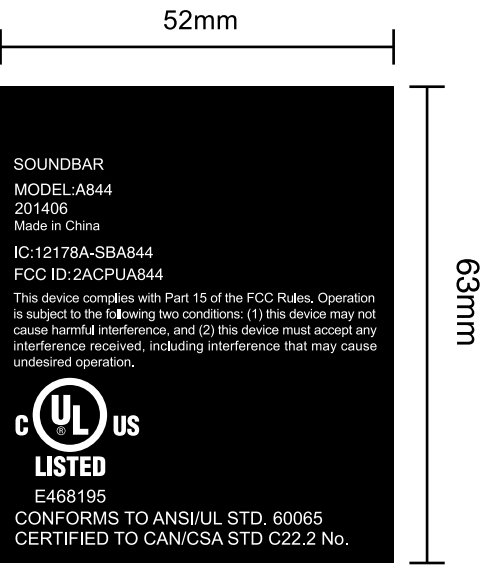 52mm
SOUNDBAR
MODEL:A844
201406
Made in China
IC:12178A-SBA844
FCC ID:2ACPUA844
This device complies with Part 15 of the FCC Rules. Operation
is subject to the following two conditions: (1) this device may not
cause harmful interference, and (2) this device must accept any
interference received, including interference that may cause
undesired operation.
C UL ® US
LISTED
E468195
CONFORMS TO ANSI/UL STD. 60065
CERTIFIED TO CAN/CSA STD C22.2 No.
63mm